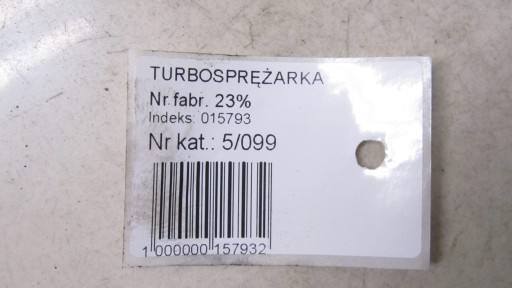 TURBOSPRĘŻARKA
Nr fabr. 23%
Indeks: 015793
Nr kat.: 5/099
1 000000 157932